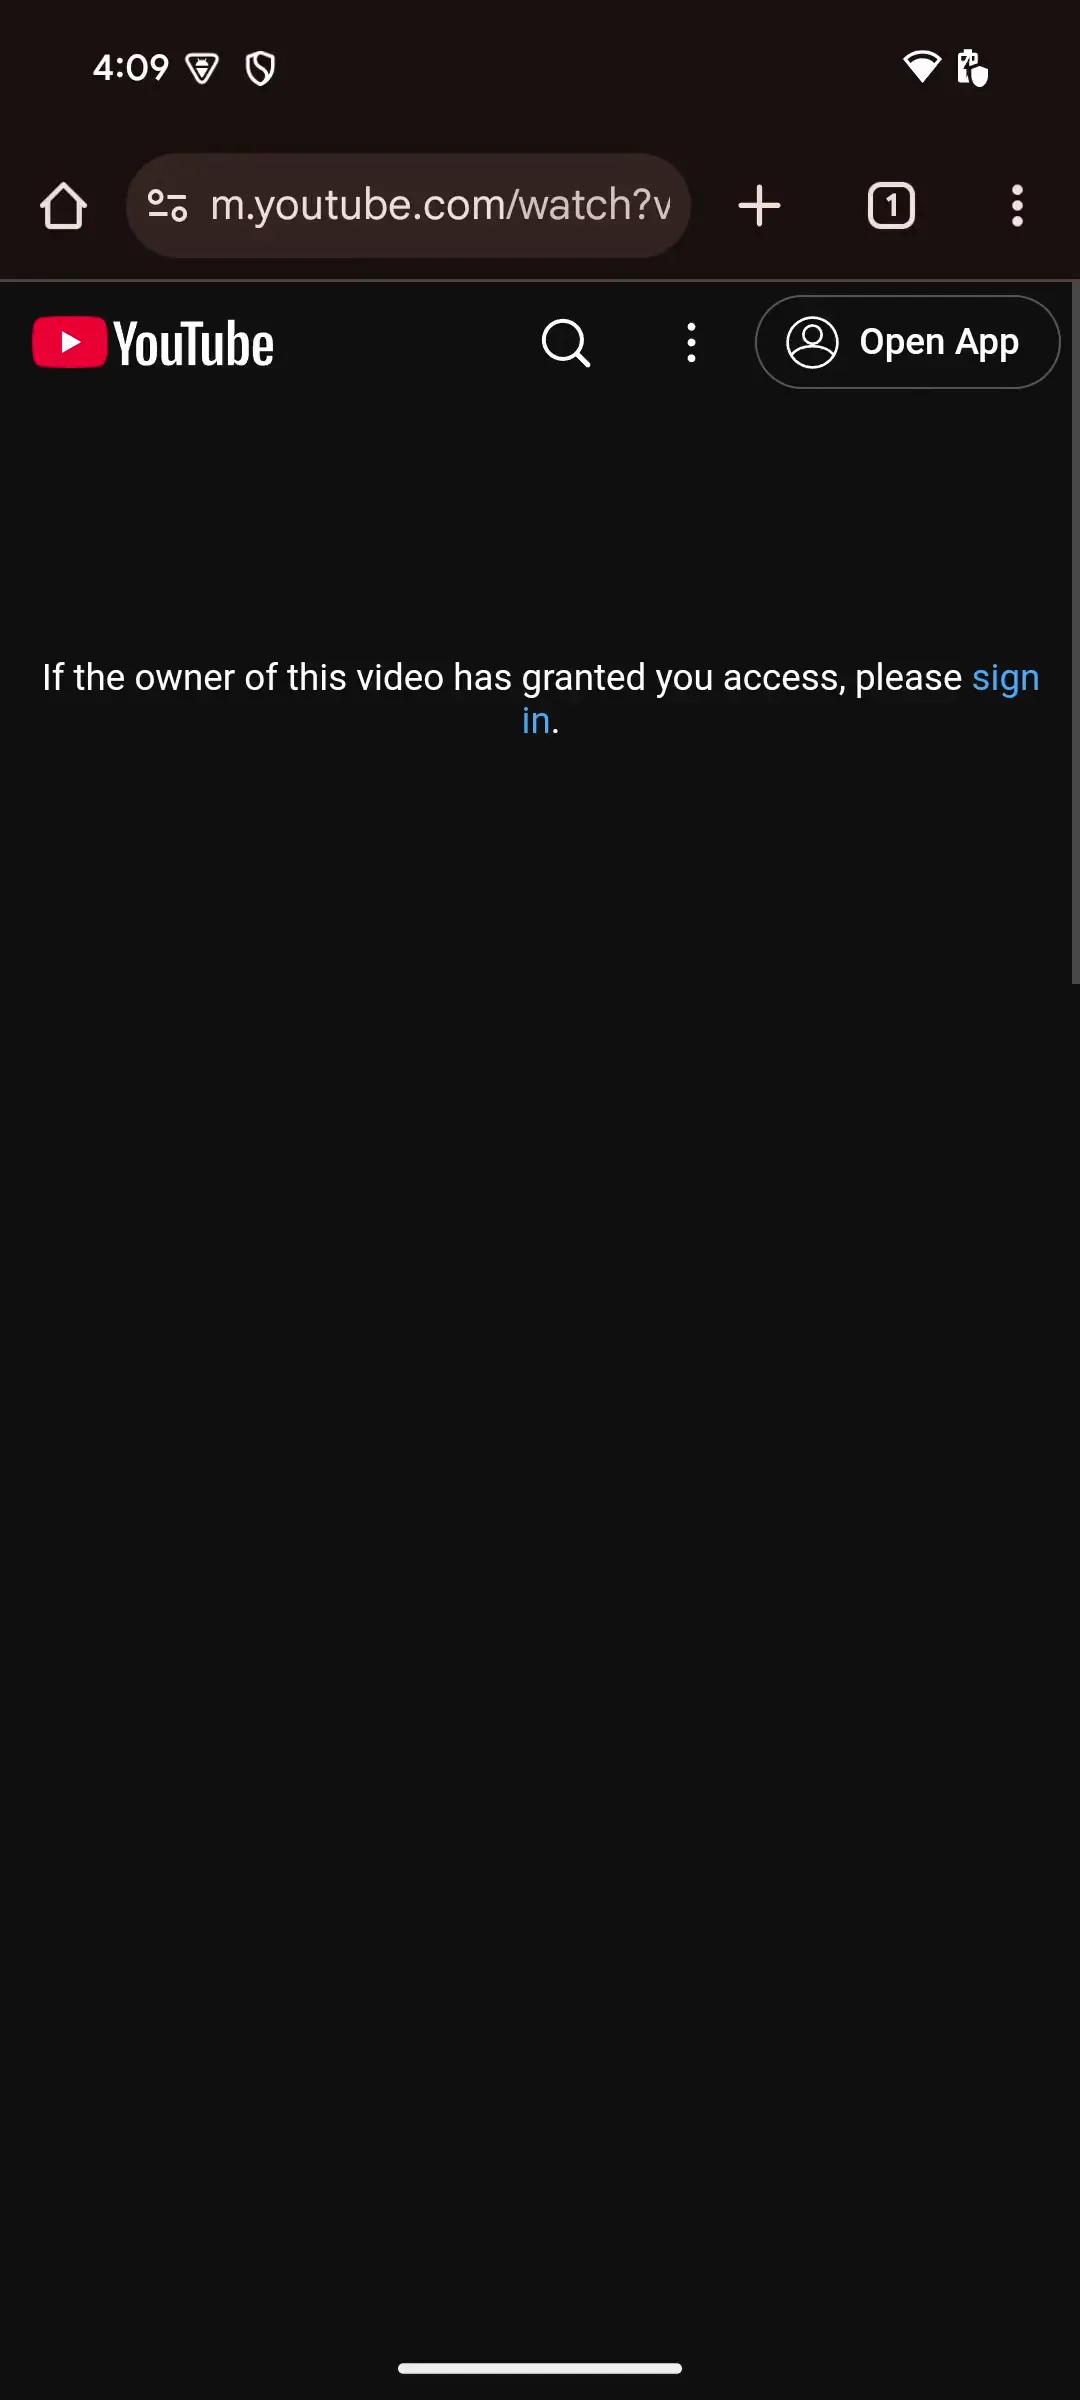 4:09
m.youtube.com/watch?v
1
YouTube
Open App
If the owner of this video has granted you access, please sign
in.